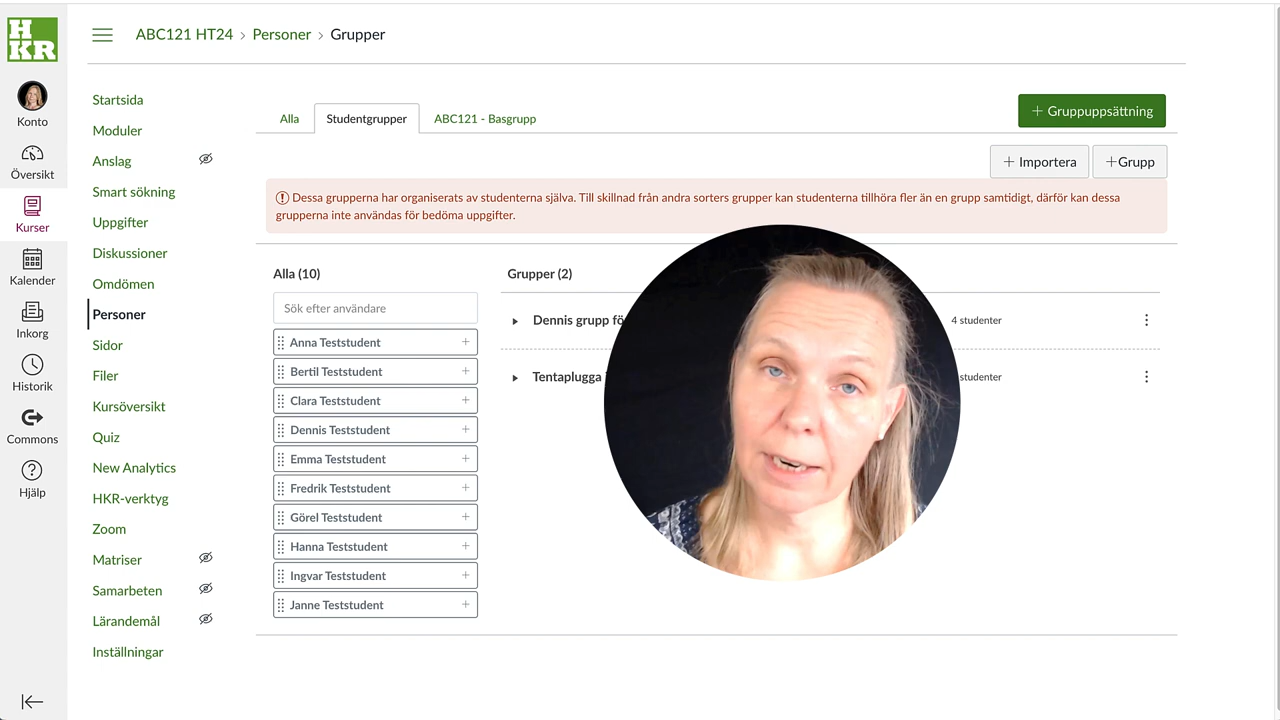 HKR
ABC121 HT24 > Personer > Grupper
Konto
Översikt
Kurser
Kalender
Inkorg
Historik
Commons
Hjälp
Startsida
Moduler
Anslag
Smart sökning
Uppgifter
Diskussioner
Omdömen
Personer
Sidor
Filer
Kursöversikt
Quiz
New Analytics
HKR-verktyg
Zoom
Matriser
Samarbeten
Lärandemål
Inställningar
Alla Studentgrupper ABC121 - Basgrupp
+ Gruppuppsättning
+ Importera
+Grupp
Dessa grupperna har organiserats av studenterna själva. Till skillnad från andra sorters grupper kan studenterna tillhöra fler än en grupp samtidigt, därför kan dessa
grupperna inte användas för bedöma uppgifter.
Alla (10)
Sök efter användare
Anna Teststudent +
Bertil Teststudent +
Clara Teststudent +
Dennis Teststudent +
Emma Teststudent +
Fredrik Teststudent +
Görel Teststudent +
Hanna Teststudent +
Ingvar Teststudent +
Janne Teststudent +
Grupper (2)
Dennis grupp 4 studenter
Tentaplugga studenter